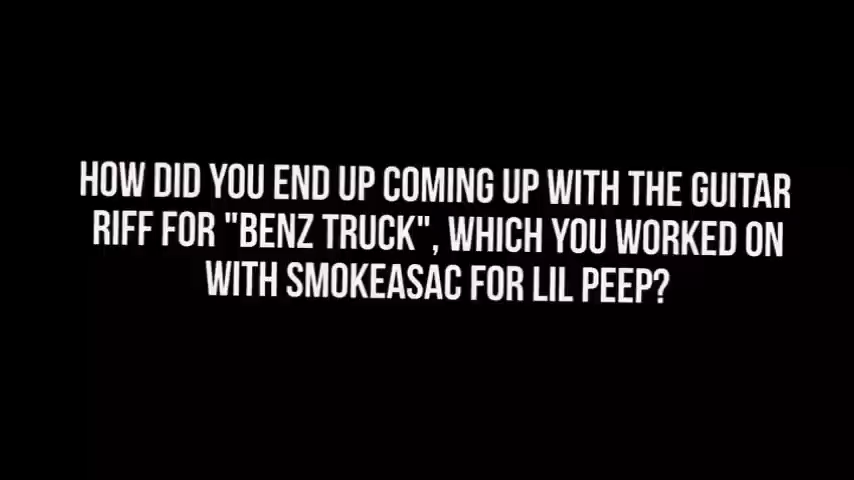 HOW DID YOU END UP COMING UP WITH THE GUITAR
RIFF FOR "BENZ TRUCK", WHICH YOU WORKED ON
WITH SMOKEASAC FOR LIL PEEP?